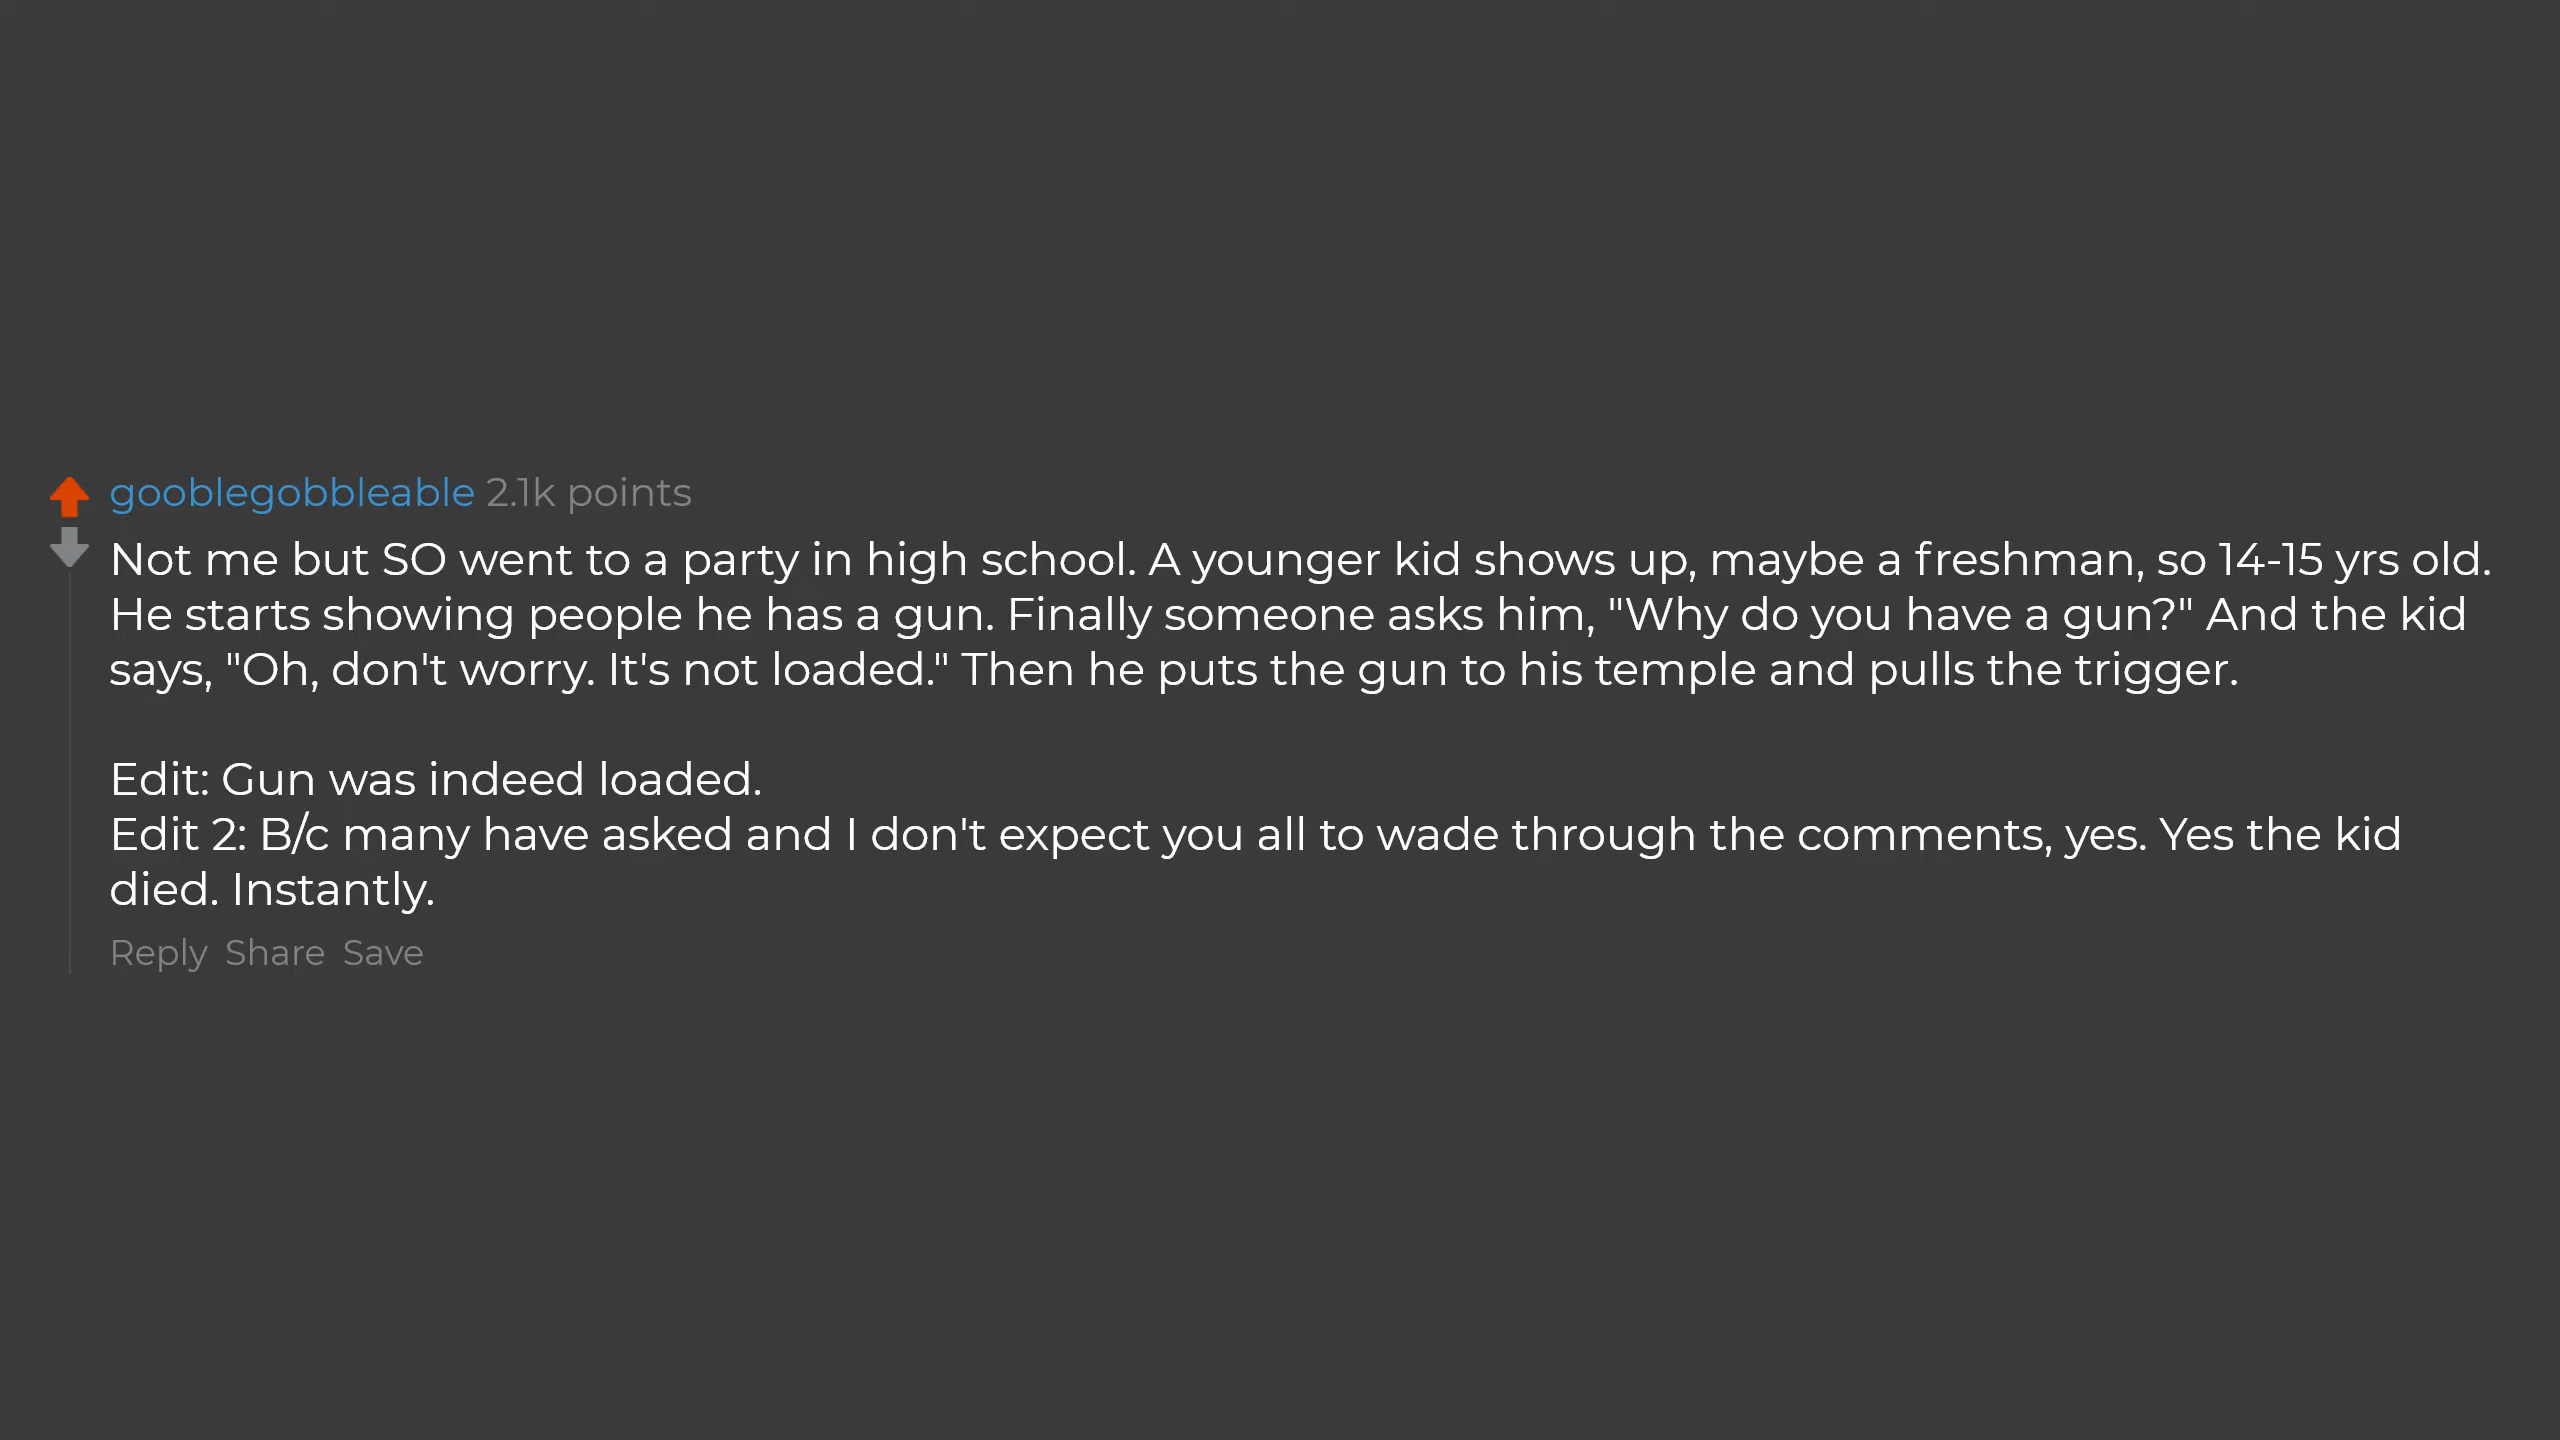 gooblegobbleable 2.1k points
Not me but SO went to a party in high school. A younger kid shows up, maybe a freshman, so 14-15 yrs old.
He starts showing people he has a gun. Finally someone asks him, "Why do you have a gun?" And the kid
says, "Oh, don't worry. It's not loaded." Then he puts the gun to his temple and pulls the trigger.
Edit: Gun was indeed loaded.
Edit 2: B/c many have asked and I don't expect you all to wade through the comments, yes. Yes the kid
died. Instantly.
Reply Share Save